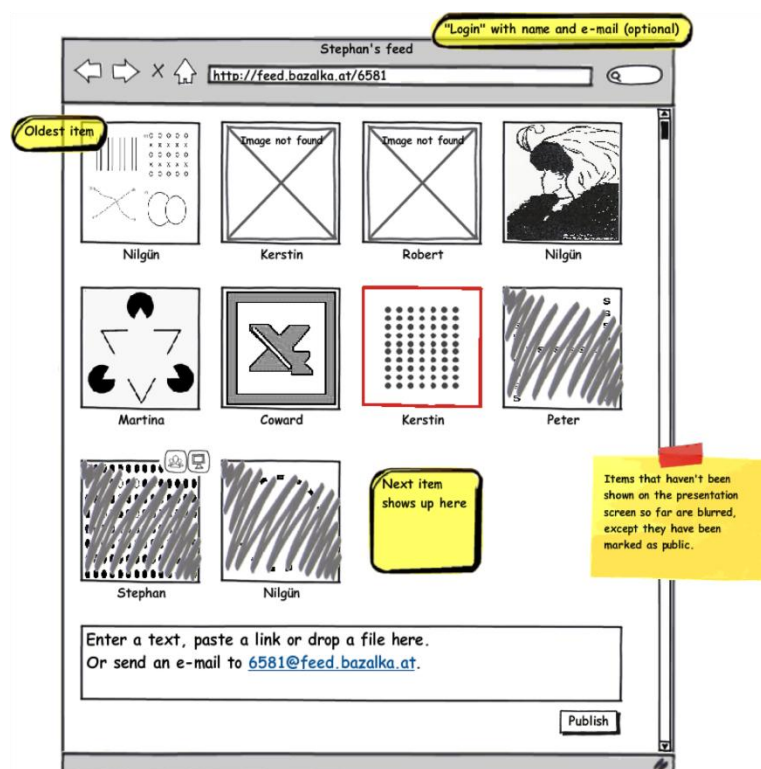 "Login" with name and e-mail (optional)
Stephan's feed
http://feed.bazalka.at/6581
Oldest item
Image not found
Image not found
Nilgün
Kerstin
Robert
Nilgün
Martina
Coward
Kerstin
Peter
Next item
shows up here
Items that haven't been
shown on the presentation
screen so far are blurred,
except they have been
marked as public.
Stephan
Nilgün
Enter a text, paste a link or drop a file here.
Or send an e-mail to 6581@feed.bazalka.at.
Publish